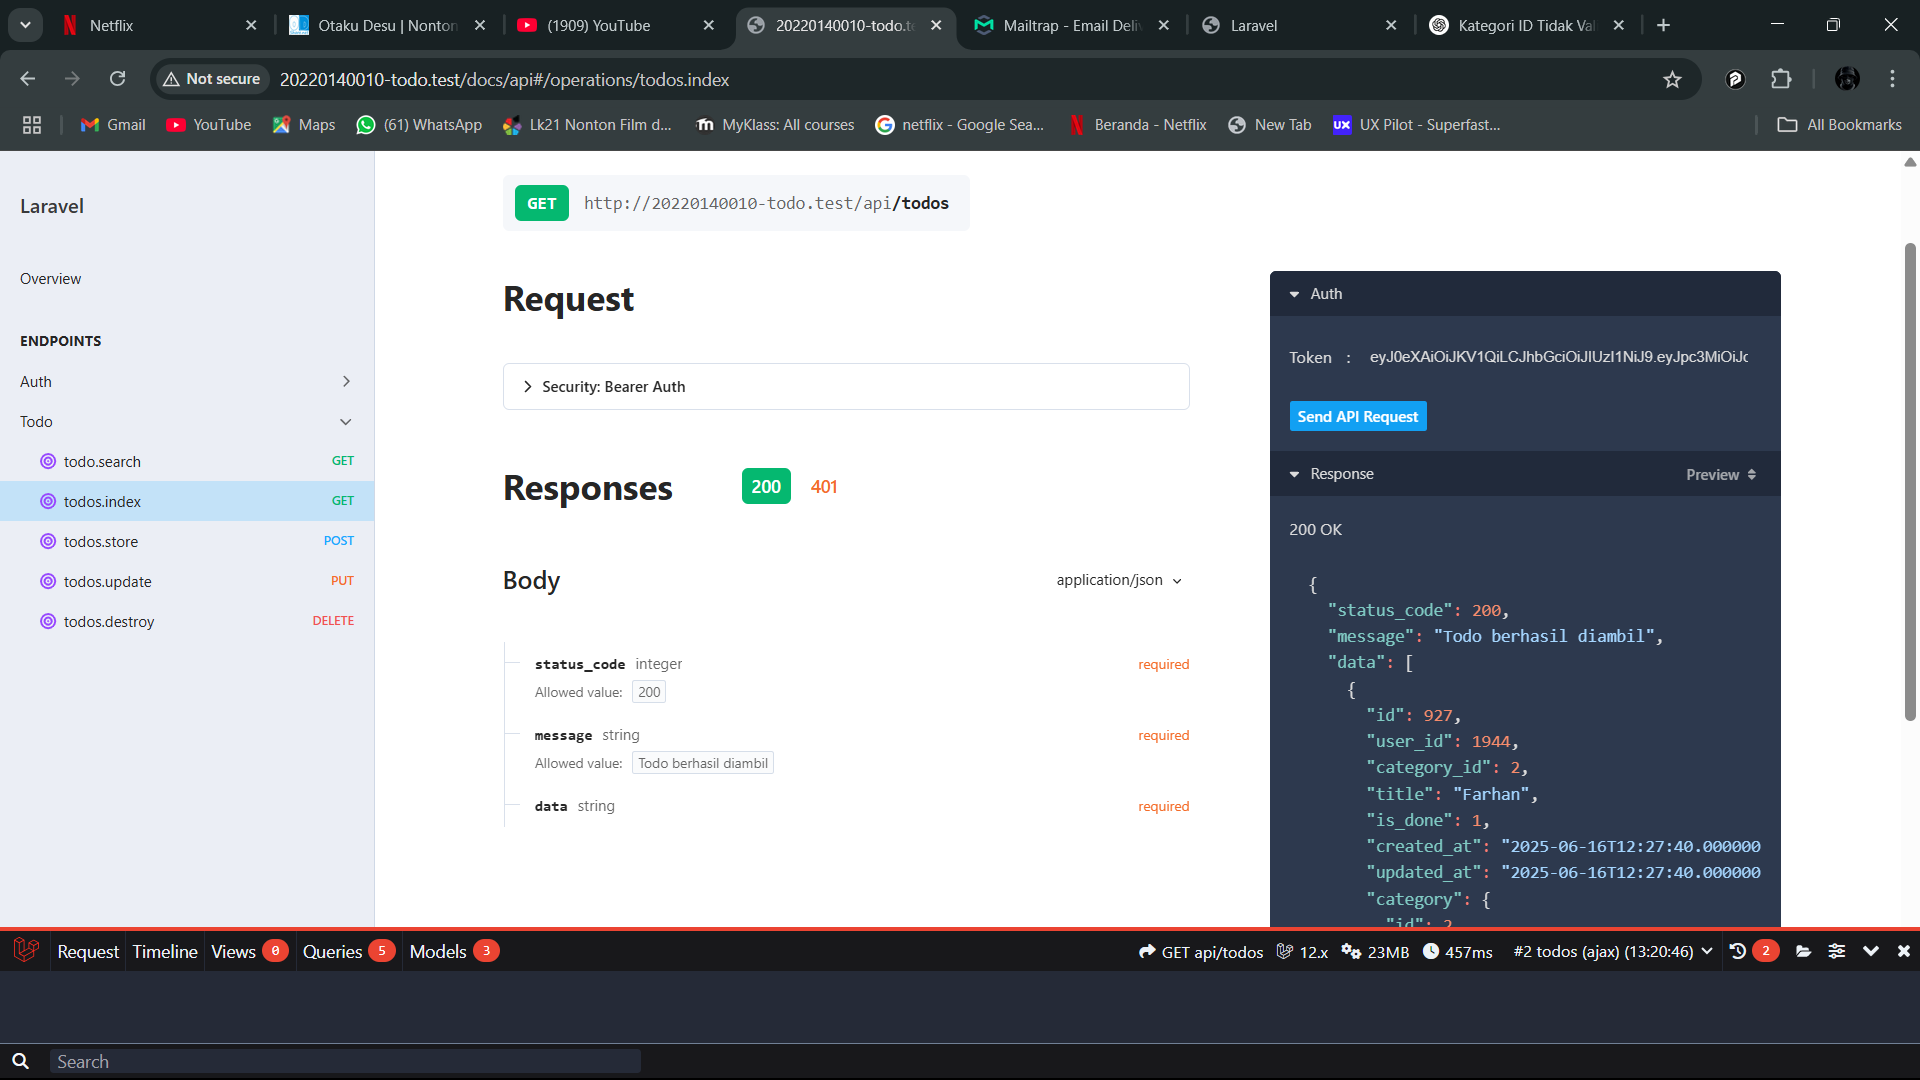 Netflix
Otaku Desu | Nonton
(1909) YouTube
20220140010-todo.te
Mailtrap - Email Deli
Laravel
Kategori ID Tidak Val
Not secure
20220140010-todo.test/docs/api#/operations/todos.index
Gmail
YouTube
Maps
(61) WhatsApp
Lk21 Nonton Film d...
MyKlass: All courses
netflix - Google Sea...
Beranda - Netflix
New Tab
UX Pilot - Superfast...
All Bookmarks
Laravel
Overview
ENDPOINTS
Auth
Todo
todo.search GET
todos.index GET
todos.store POST
todos.update PUT
todos.destroy DELETE
GET http://20220140010-todo.test/api/todos
Request
Security: Bearer Auth
Responses 200 401
Body application/json
status_code integer required
Allowed value: 200
message string required
Allowed value: Todo berhasil diambil
data string required
Auth
Token : eyJ0eXAiOiJKV1QiLCJhbGciOiJIUzI1NiJ9.eyJpc3MiOiJo
Send API Request
Response Preview
200 OK
{
"status_code": 200,
"message": "Todo berhasil diambil",
"data": [
{
"id": 927,
"user_id": 1944,
"category_id": 2,
"title": "Farhan",
"is_done": 1,
"created_at": "2025-06-16T12:27:40.000000
"updated_at": "2025-06-16T12:27:40.000000
"category": {
"id": 2
Request Timeline Views 0 Queries 5 Models 3
GET api/todos 12.x 23MB 457ms #2 todos (ajax) (13:20:46) 2
Search